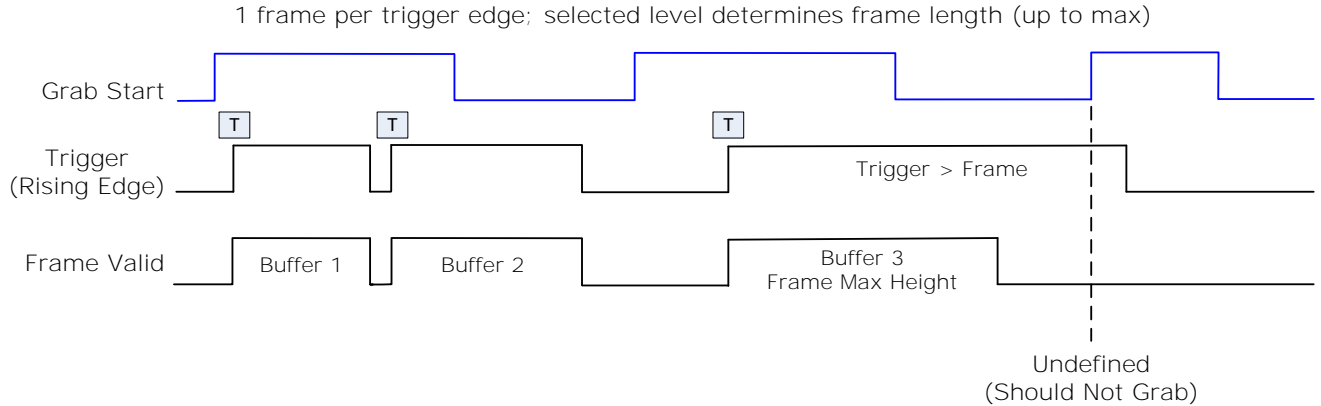 1 frame per trigger edge; selected level determines frame length (up to max)
Grab Start
T
T
T
Trigger
(Rising Edge)
Trigger > Frame
Frame Valid
Buffer 1
Buffer 2
Buffer 3
Frame Max Height
Undefined
(Should Not Grab)